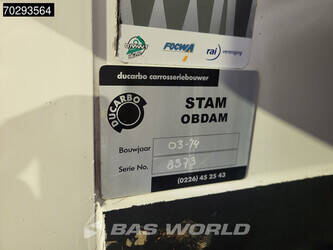 70293564
FOCWA
rai vereniging
ducarbo carrosseriebouwer
DUCARBO
STAM
OBDAM
Bouwjaar 03-14
Serie No. 8573
(0226) 45 25 43
BAS WORLD